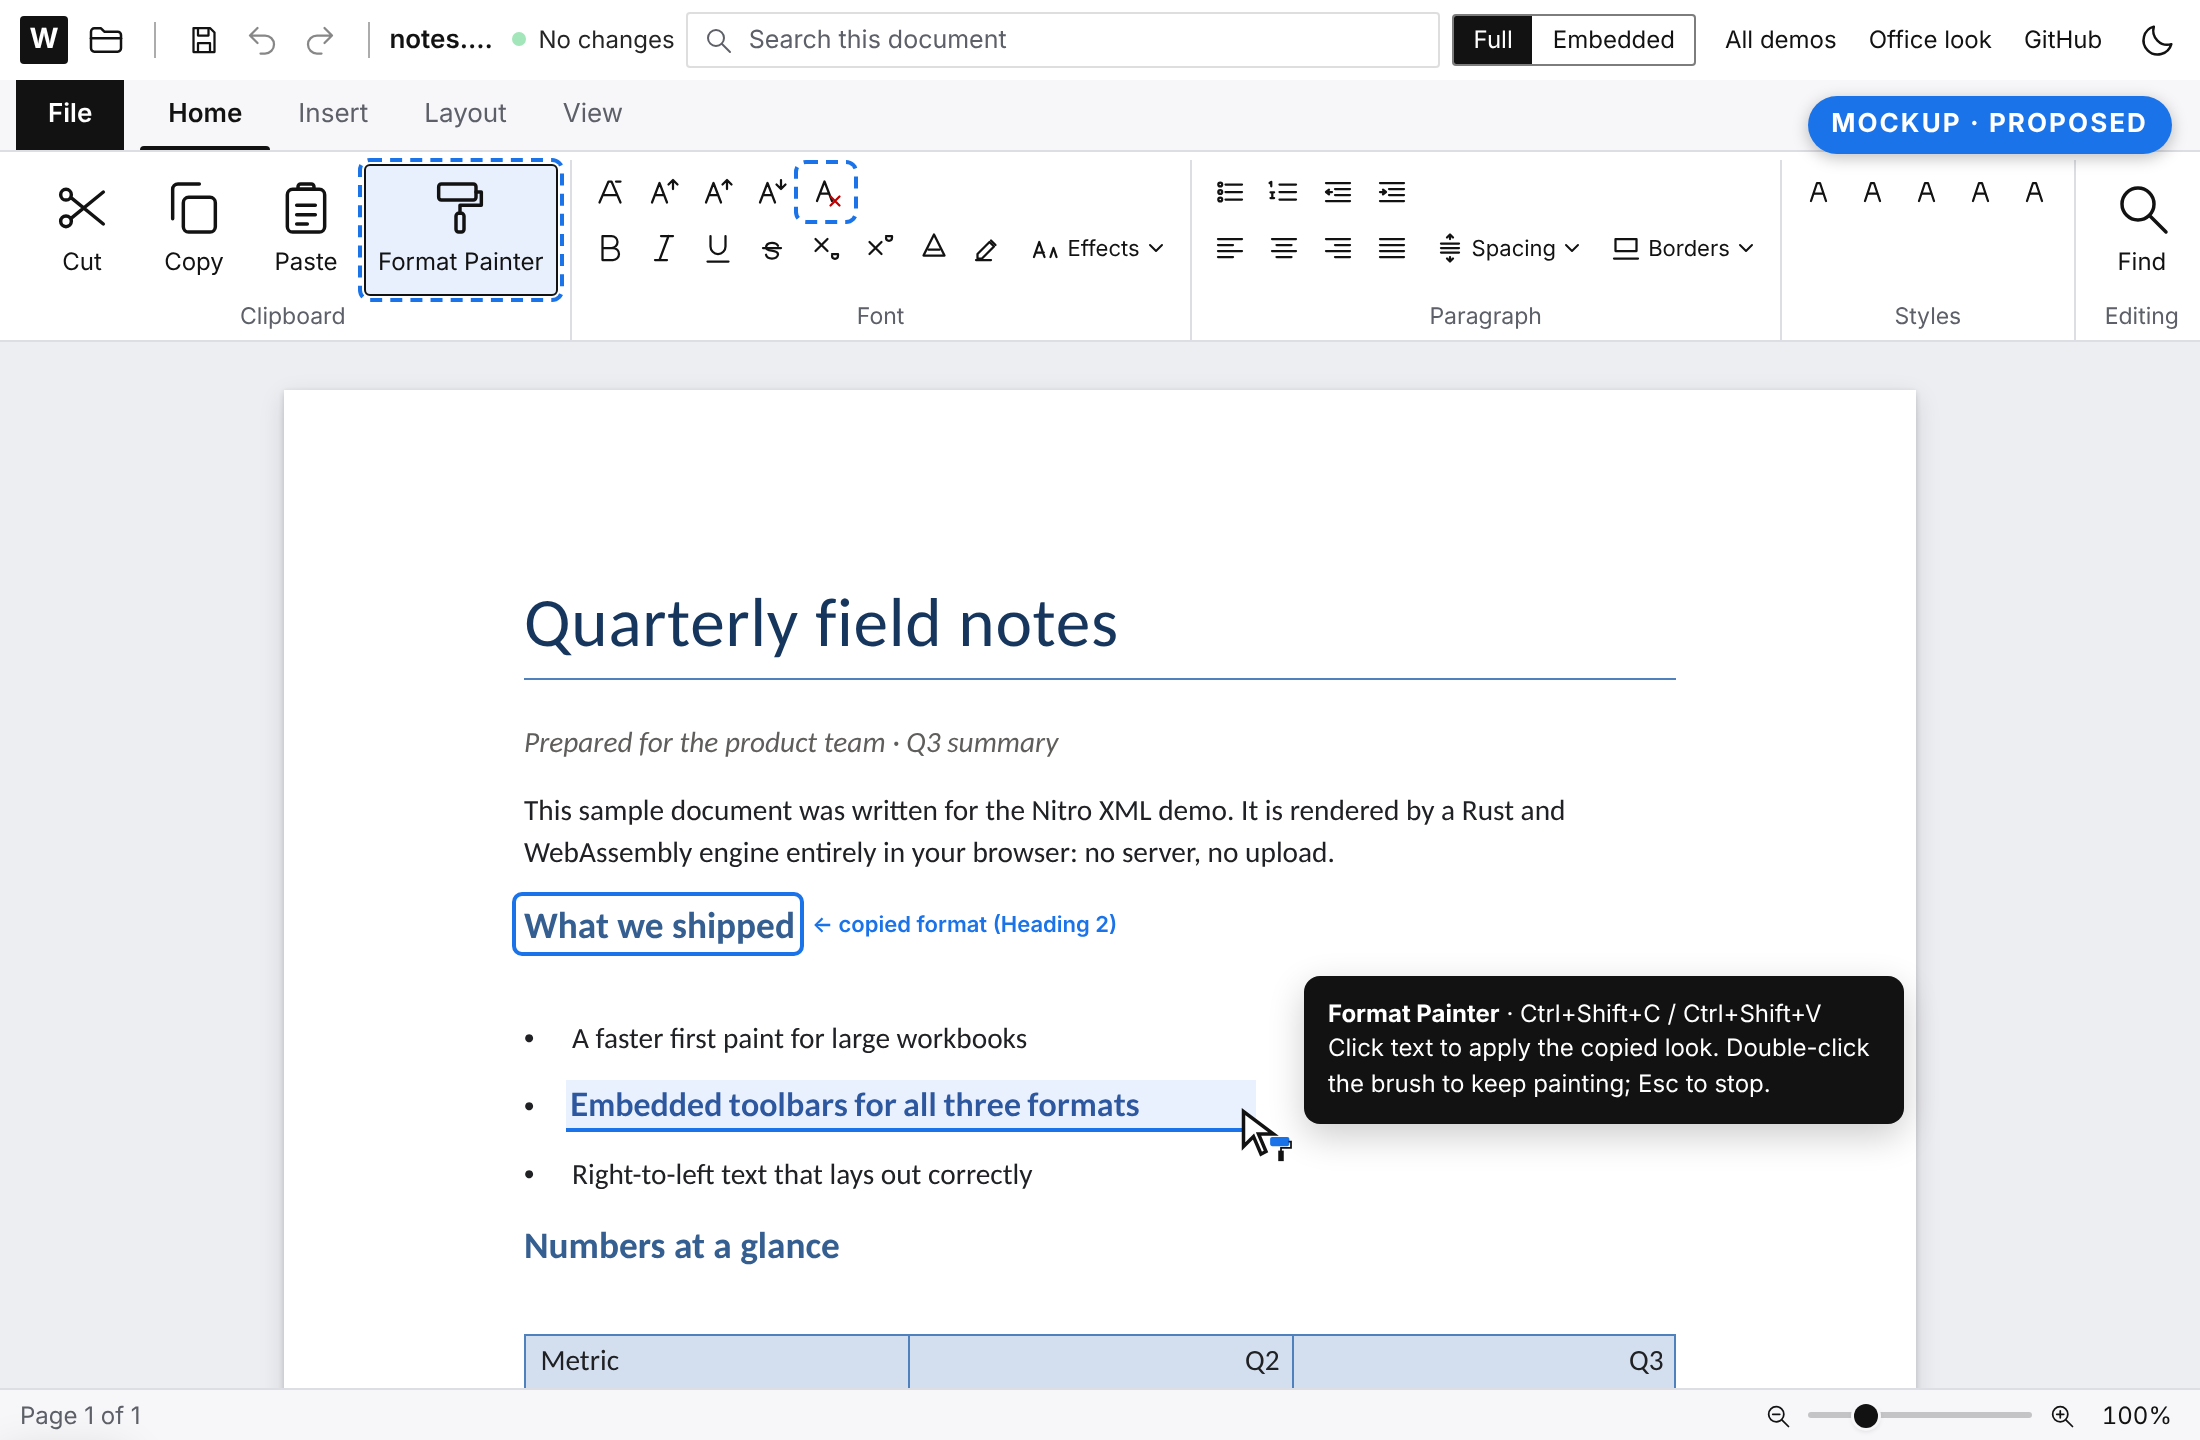 W notes.... No changes Search this document Full Embedded All demos Office look GitHub
File Home Insert Layout View MOCKUP · PROPOSED
Cut Copy Paste Format Painter Effects Spacing Borders Find
Clipboard Font Paragraph Styles Editing
Quarterly field notes
Prepared for the product team · Q3 summary
This sample document was written for the Nitro XML demo. It is rendered by a Rust and
WebAssembly engine entirely in your browser: no server, no upload.
What we shipped ← copied format (Heading 2)
Format Painter · Ctrl+Shift+C / Ctrl+Shift+V
Click text to apply the copied look. Double-click
the brush to keep painting; Esc to stop.
• A faster first paint for large workbooks
• Embedded toolbars for all three formats
• Right-to-left text that lays out correctly
Numbers at a glance
Metric Q2 Q3
Page 1 of 1 100%